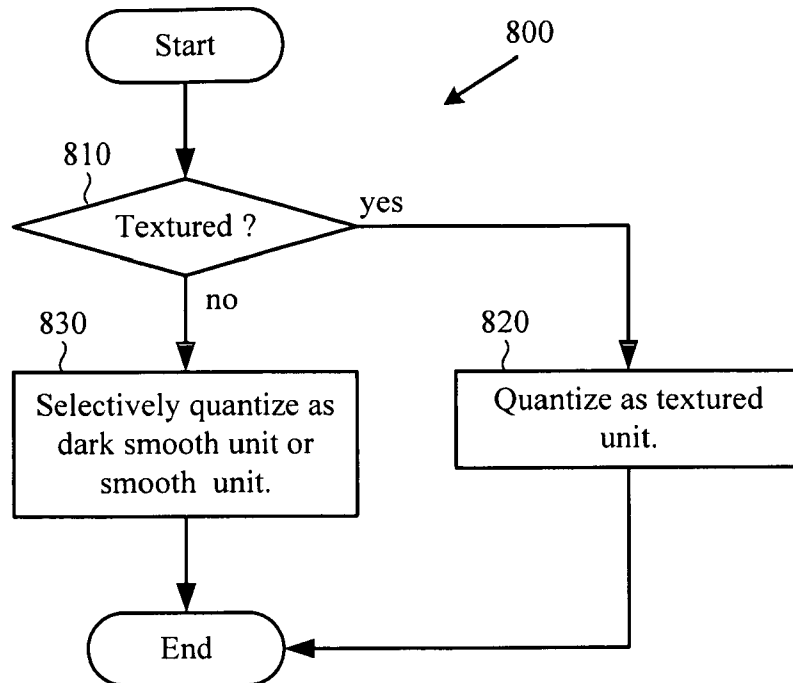 Start
800
810
Textured ?
yes
no
830
Selectively quantize as
dark smooth unit or
smooth unit.
820
Quantize as textured
unit.
End